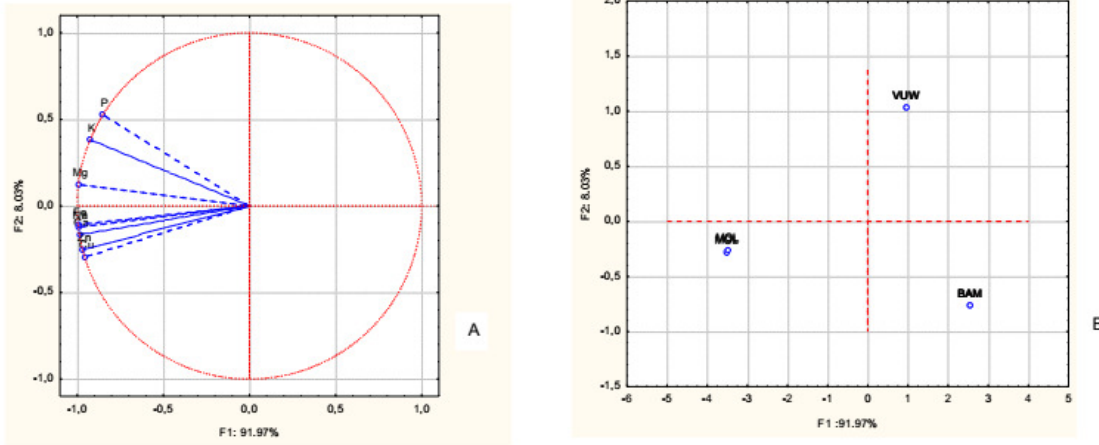 1,0
0,5
0,0
-0,5
-1,0
F2: 8.03%
P
K
Mg
Cu
A
-1,0 -0,5 0,0 0,5 1,0
F1: 91.97%
2,0
1,5
1,0
0,5
0,0
-0,5
-1,0
-1,5
F2: 8.03%
VUW
MOL
BAM
-6 -5 -4 -3 -2 -1 0 1 2 3 4 5
F1 :91.97%